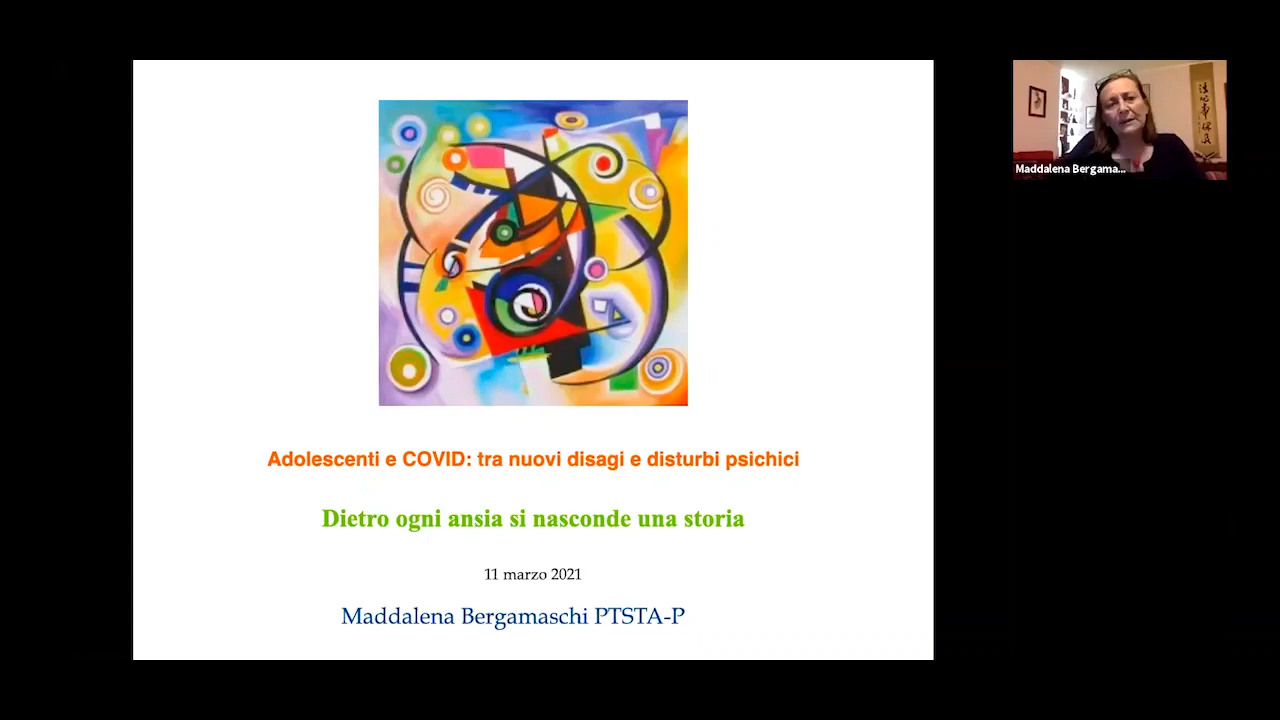 Adolescenti e COVID: tra nuovi disagi e disturbi psichici
Dietro ogni ansia si nasconde una storia
11 marzo 2021
Maddalena Bergamaschi PTSTA-P
Maddalena Bergama...